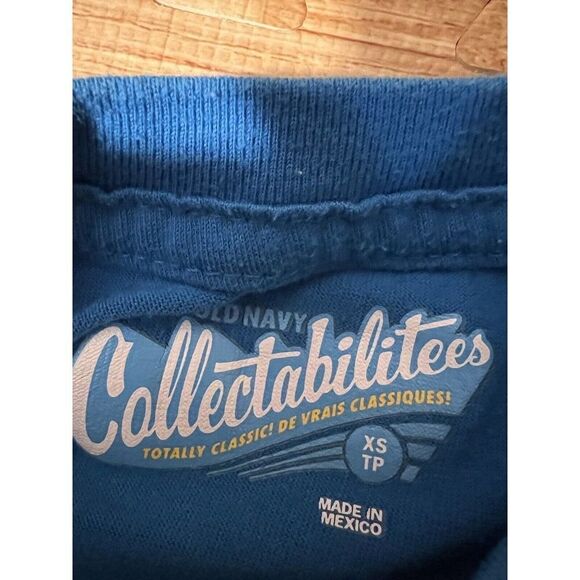 OLD NAVY
Collectabilitees
TOTALLY CLASSIC! DE VRAIS CLASSIQUES!
XS
TP
MADE IN
MEXICO